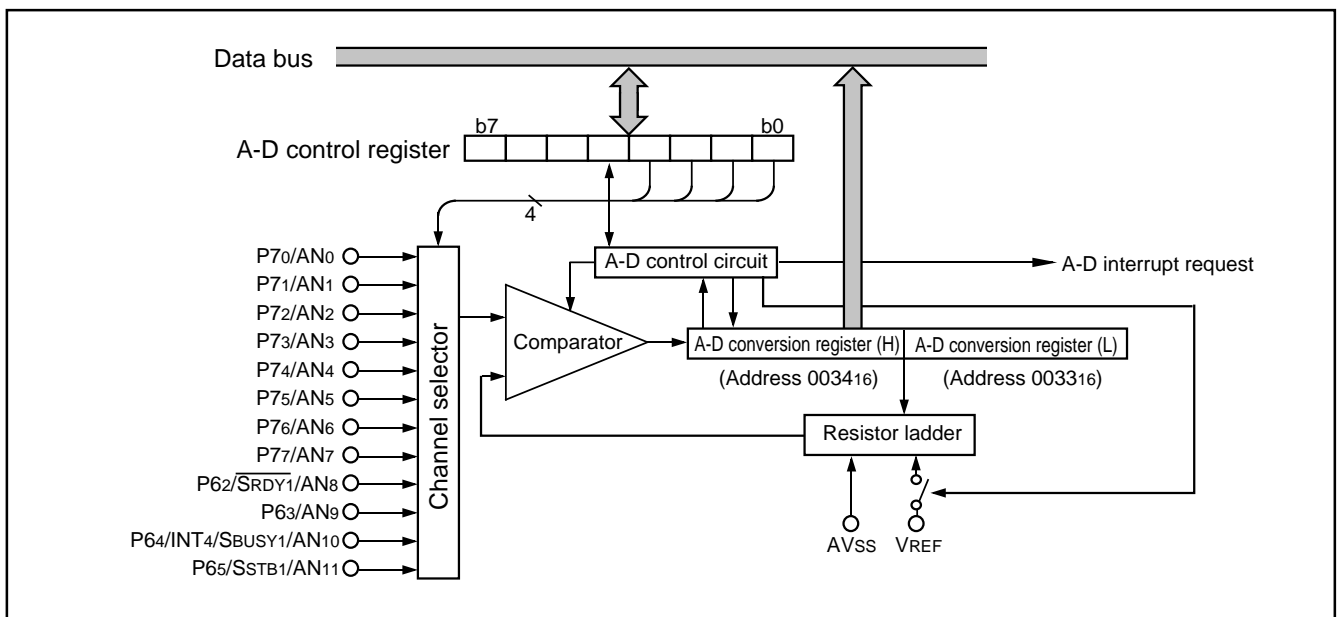 Data bus
b7 b0
A-D control register
4
P70/AN0
A-D control circuit
A-D interrupt request
P71/AN1
P72/AN2
P73/AN3
Comparator
A-D conversion register (H)
A-D conversion register (L)
P74/AN4
(Address 003416)
(Address 003316)
P75/AN5
Channel selector
P76/AN6
Resistor ladder
P77/AN7
P62/SRDY1/AN8
P63/AN9
P64/INT4/SBUSY1/AN10
AVSS
VREF
P65/SSTB1/AN11